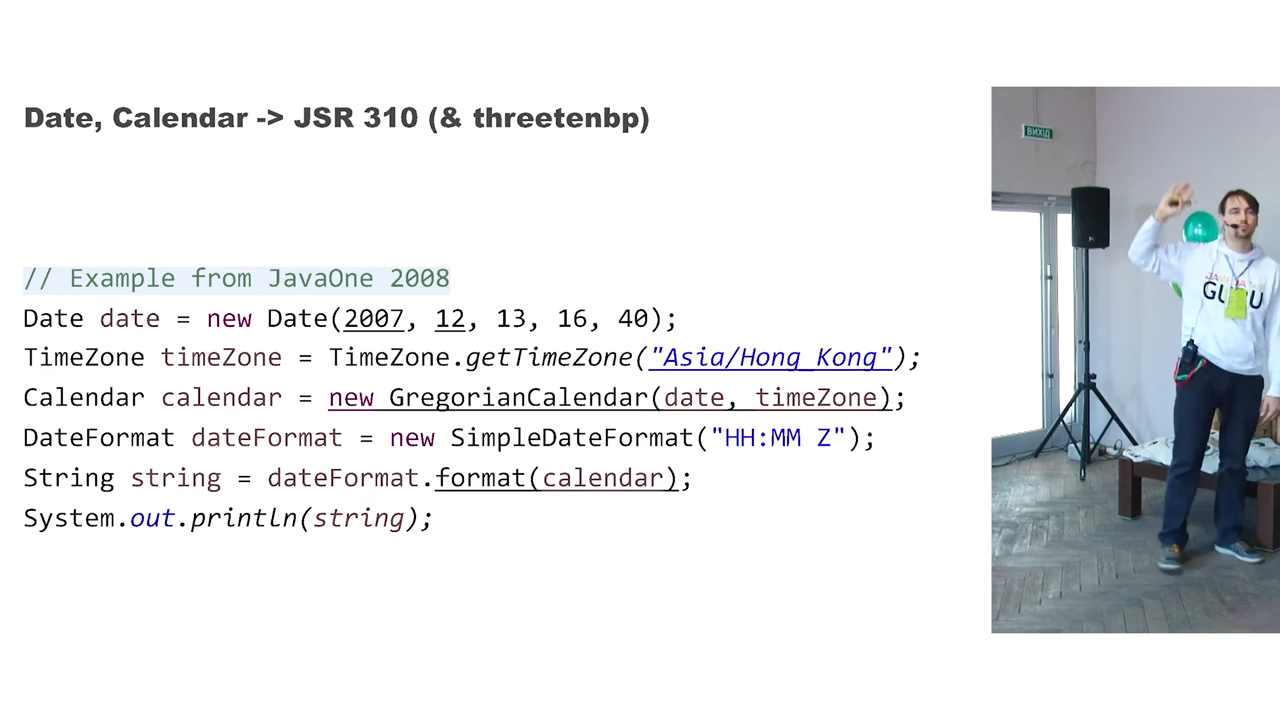 Date, Calendar -> JSR 310 (& threetenbp)
// Example from JavaOne 2008
Date date = new Date(2007, 12, 13, 16, 40);
TimeZone timeZone = TimeZone.getTimeZone("Asia/Hong_Kong");
Calendar calendar = new GregorianCalendar(date, timeZone);
DateFormat dateFormat = new SimpleDateFormat("HH:MM Z");
String string = dateFormat.format(calendar);
System.out.println(string);
ВИХІД